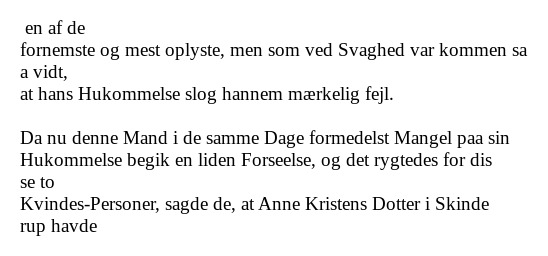 en af de
fornemste og mest oplyste, men som ved Svaghed var kommen sa
a vidt,
at hans Hukommelse slog hannem mærkelig fejl.

Da nu denne Mand i de samme Dage formedelst Mangel paa sin
Hukommelse begik en liden Forseelse, og det rygtedes for dis
se to
Kvindes-Personer, sagde de, at Anne Kristens Dotter i Skinde
rup havde